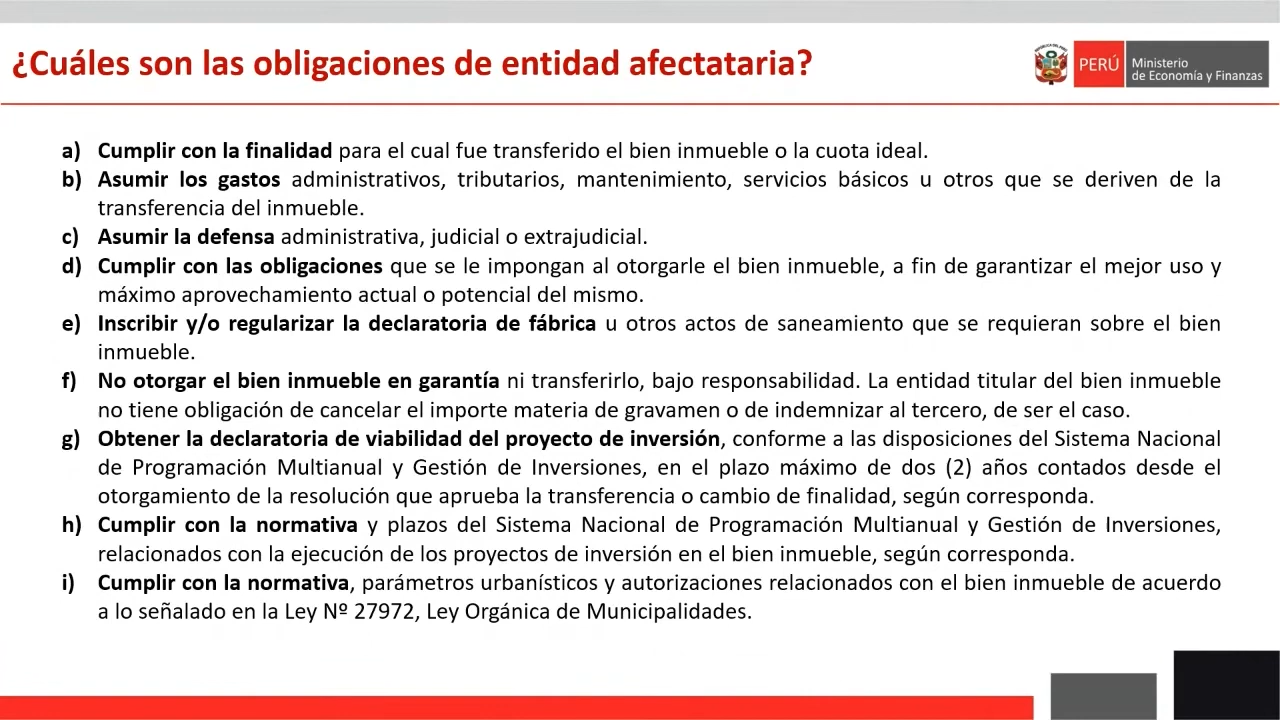 ¿Cuáles son las obligaciones de entidad afectataria?
PERÚ
Ministerio
de Economía y Finanzas
a) Cumplir con la finalidad para el cual fue transferido el bien inmueble o la cuota ideal.
b) Asumir los gastos administrativos, tributarios, mantenimiento, servicios básicos u otros que se deriven de la
transferencia del inmueble.
c) Asumir la defensa administrativa, judicial o extrajudicial.
d) Cumplir con las obligaciones que se le impongan al otorgarle el bien inmueble, a fin de garantizar el mejor uso y
máximo aprovechamiento actual o potencial del mismo.
e) Inscribir y/o regularizar la declaratoria de fábrica u otros actos de saneamiento que se requieran sobre el bien
inmueble.
f) No otorgar el bien inmueble en garantía ni transferirlo, bajo responsabilidad. La entidad titular del bien inmueble
no tiene obligación de cancelar el importe materia de gravamen o de indemnizar al tercero, de ser el caso.
g) Obtener la declaratoria de viabilidad del proyecto de inversión, conforme a las disposiciones del Sistema Nacional
de Programación Multianual y Gestión de Inversiones, en el plazo máximo de dos (2) años contados desde el
otorgamiento de la resolución que aprueba la transferencia o cambio de finalidad, según corresponda.
h) Cumplir con la normativa y plazos del Sistema Nacional de Programación Multianual y Gestión de Inversiones,
relacionados con la ejecución de los proyectos de inversión en el bien inmueble, según corresponda.
i) Cumplir con la normativa, parámetros urbanísticos y autorizaciones relacionados con el bien inmueble de acuerdo
a lo señalado en la Ley Nº 27972, Ley Orgánica de Municipalidades.